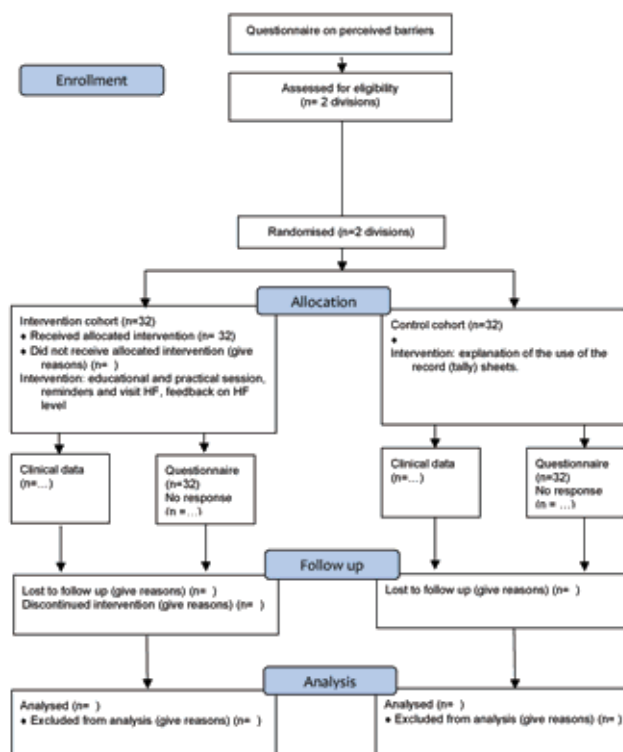 Questionnaire on perceived barriers
Enrollment
Assessed for eligibility
(n= 2 divisions)
Randomised (n=2 divisions)
Allocation
Intervention cohort (n=32)
♦ Received allocated intervention (n= 32)
♦ Did not receive allocated intervention (give
reasons) (n= )
Intervention: educational and practical session,
reminders and visit HF, feedback on HF
level
Control cohort (n=32)
♦
Intervention: explanation of the use of the
record (tally) sheets.
Clinical data
(n=…)
Questionnaire
(n=32)
No response
(n = …)
Clinical data
(n=…)
Questionnaire
(n=32)
No response
(n = …)
Follow up
Lost to follow up (give reasons) (n= )
Discontinued intervention (give reasons) (n= )
Lost to follow up (give reasons) (n= )
Analysis
Analysed (n= )
♦ Excluded from analysis (give reasons) (n= )
Analysed (n= )
♦ Excluded from analysis (give reasons) (n= )